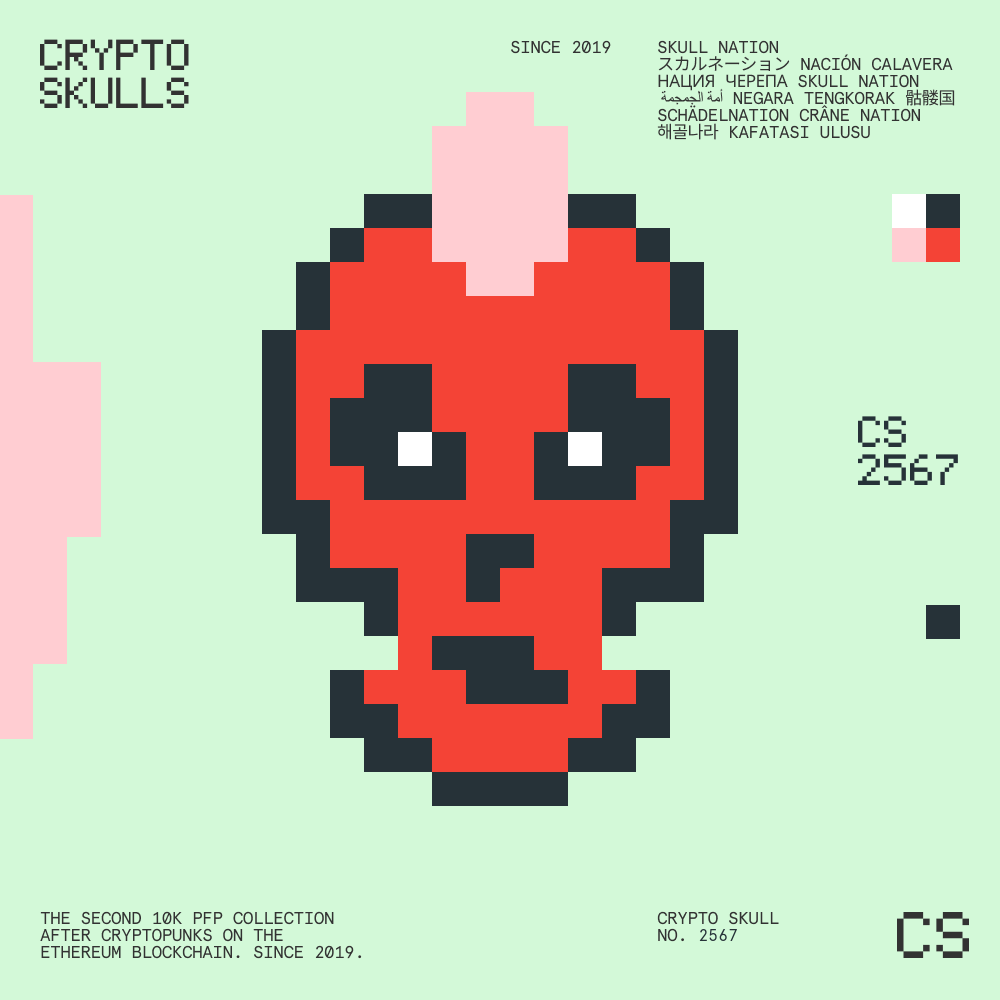 CRYPTO
SKULLS
SINCE 2019
SKULL NATION
スカルネーション NACIÓN CALAVERA
НАЦИЯ ЧЕРЕПА SKULL NATION
أمة الجمجمة NEGARA TENGKORAK 骷髅国
SCHÄDELNATION CRÂNE NATION
해골나라 KAFATASI ULUSU
CS
2567
THE SECOND 10K PFP COLLECTION
AFTER CRYPTOPUNKS ON THE
ETHEREUM BLOCKCHAIN. SINCE 2019.
CRYPTO SKULL
NO. 2567
CS